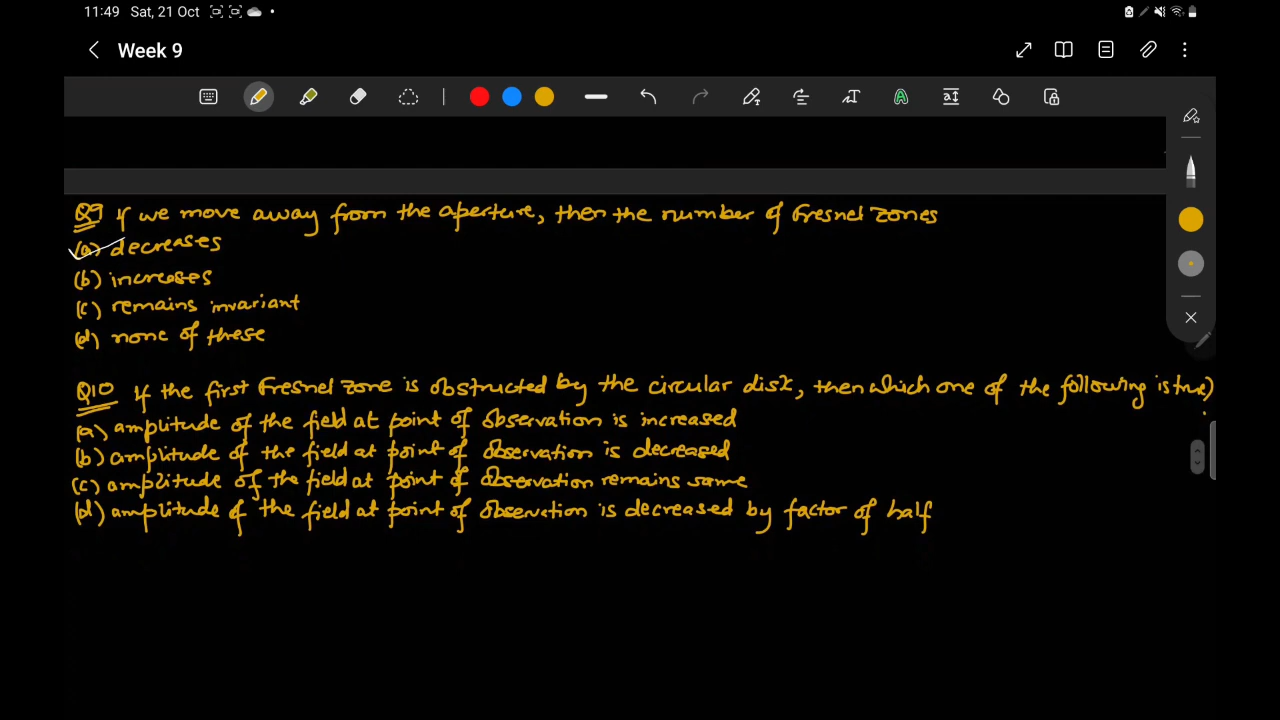 11:49 Sat, 21 Oct
Week 9
Q9 If we move away from the aperture, then the number of Fresnel zones
(a) decreases
(b) increases
(c) remains invariant
(d) none of these
Q10 If the first Fresnel zone is obstructed by the circular disk, then which one of the following is true)
(a) amplitude of the field at point of observation is increased
(b) amplitude of the field at point of observation is decreased
(c) amplitude of the field at point of observation remains same
(d) amplitude of the field at point of observation is decreased by factor of half